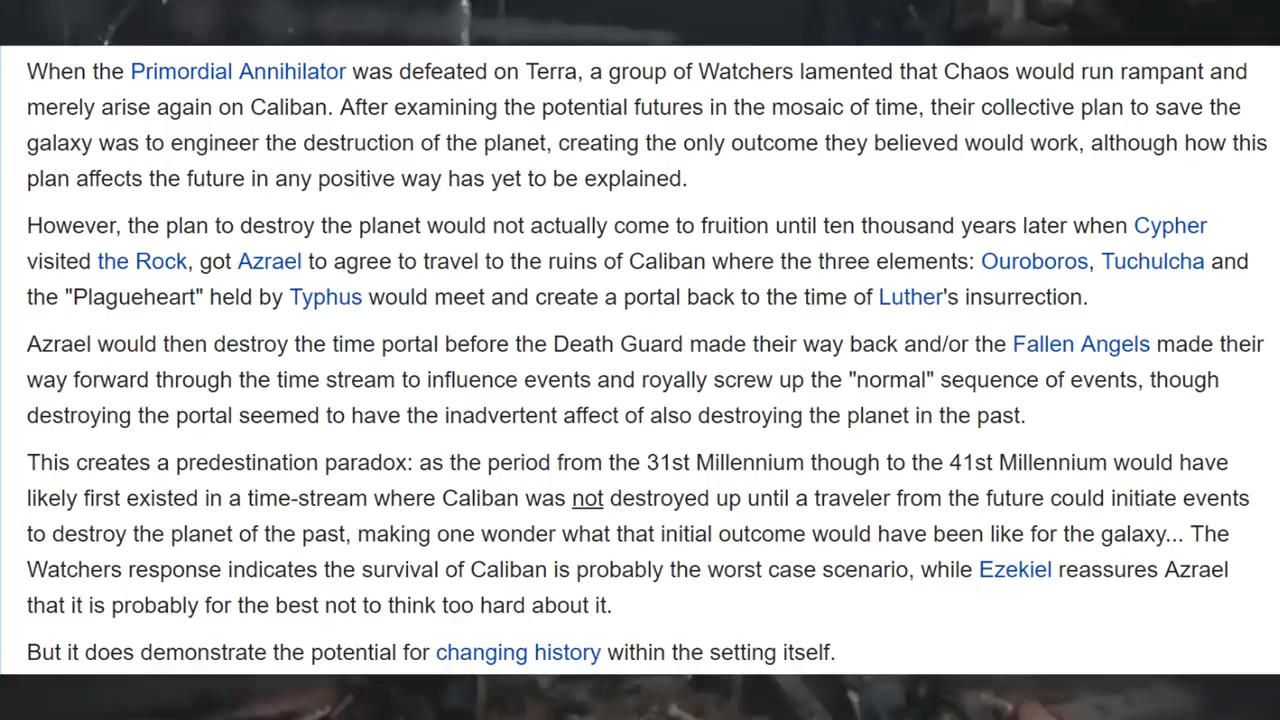 When the Primordial Annihilator was defeated on Terra, a group of Watchers lamented that Chaos would run rampant and
merely arise again on Caliban. After examining the potential futures in the mosaic of time, their collective plan to save the
galaxy was to engineer the destruction of the planet, creating the only outcome they believed would work, although how this
plan affects the future in any positive way has yet to be explained.
However, the plan to destroy the planet would not actually come to fruition until ten thousand years later when Cypher
visited the Rock, got Azrael to agree to travel to the ruins of Caliban where the three elements: Ouroboros, Tuchulcha and
the "Plagueheart" held by Typhus would meet and create a portal back to the time of Luther's insurrection.
Azrael would then destroy the time portal before the Death Guard made their way back and/or the Fallen Angels made their
way forward through the time stream to influence events and royally screw up the "normal" sequence of events, though
destroying the portal seemed to have the inadvertent affect of also destroying the planet in the past.
This creates a predestination paradox: as the period from the 31st Millennium though to the 41st Millennium would have
likely first existed in a time-stream where Caliban was not destroyed up until a traveler from the future could initiate events
to destroy the planet of the past, making one wonder what that initial outcome would have been like for the galaxy... The
Watchers response indicates the survival of Caliban is probably the worst case scenario, while Ezekiel reassures Azrael
that it is probably for the best not to think too hard about it.
But it does demonstrate the potential for changing history within the setting itself.